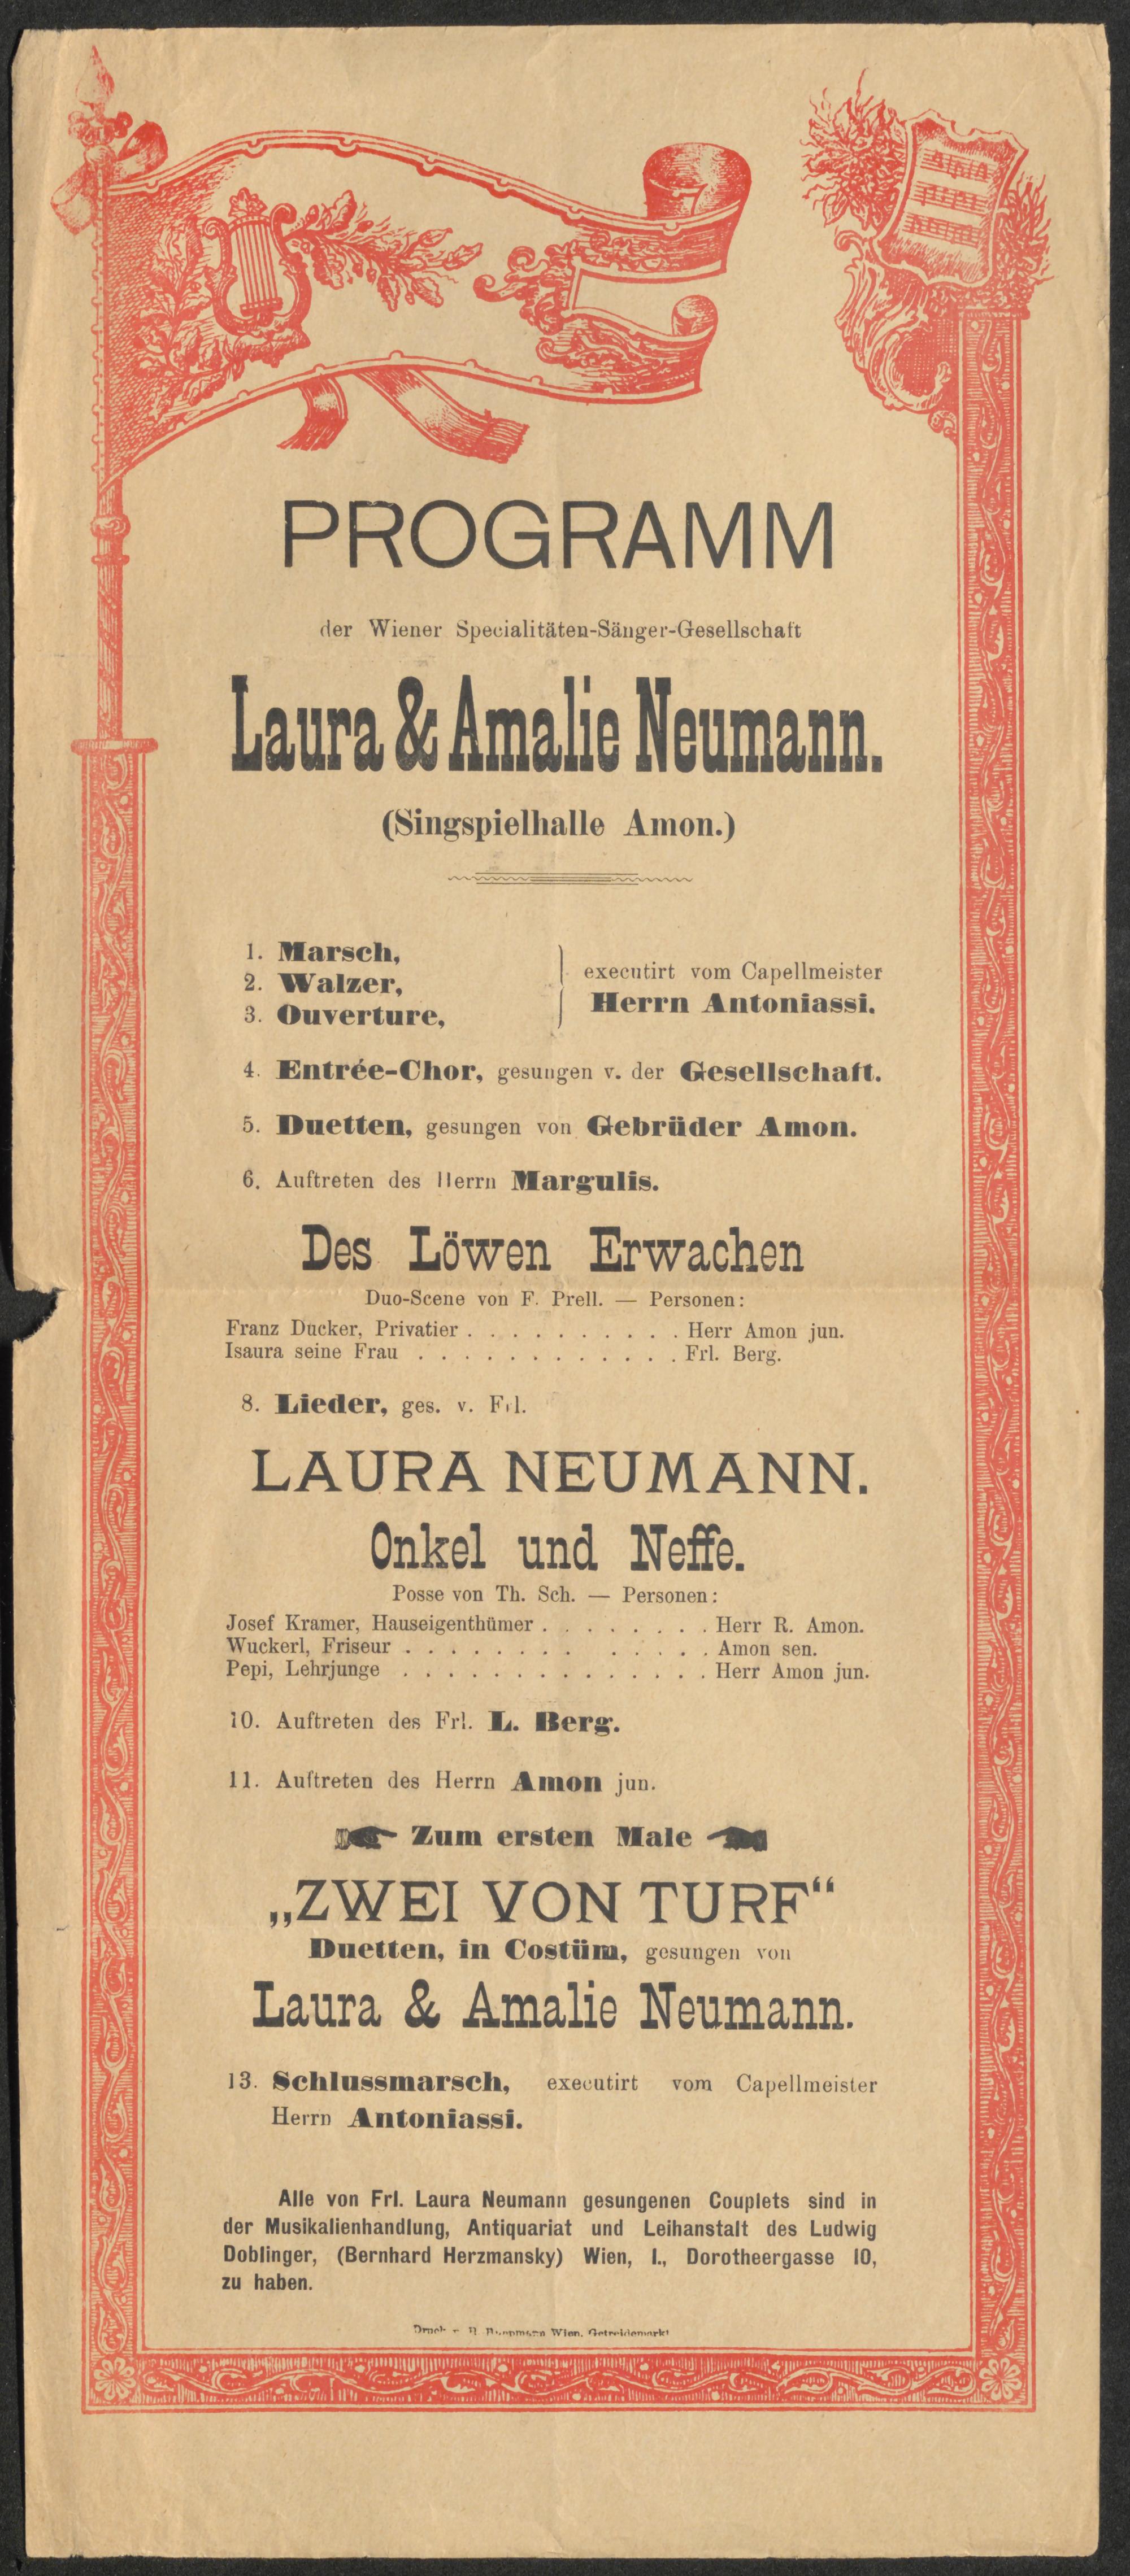 PROGRAMM
der Wiener Specialitäten-Sänger-Gesellschaft
Laura & Amalie Neumann.
(Singspielhalle Amon.)
1. Marsch,
2. Walzer,
3. Ouverture,
executirt vom Capellmeister
Herrn Antoniassi.
4. Entrée-Chor, gesungen v. der Gesellschaft.
5. Duetten, gesungen von Gebrüder Amon.
6. Auftreten des Herrn Margulis.
Des Löwen Erwachen
Duo-Scene von F. Prell. — Personen:
Franz Ducker, Privatier . . . . . . . . . . Herr Amon jun.
Isaura seine Frau . . . . . . . . . . . . Frl. Berg.
8. Lieder, ges. v. Frl.
LAURA NEUMANN.
Onkel und Neffe.
Posse von Th. Sch. — Personen:
Josef Kramer, Hauseigenthümer . . . . . . . . Herr R. Amon.
Wuckerl, Friseur . . . . . . . . . . . . . Amon sen.
Pepi, Lehrjunge . . . . . . . . . . . . . . Herr Amon jun.
10. Auftreten des Frl. L. Berg.
11. Auftreten des Herrn Amon jun.
Zum ersten Male
„ZWEI VON TURF“
Duetten, in Costüm, gesungen von
Laura & Amalie Neumann.
13. Schlussmarsch, executirt vom Capellmeister
Herrn Antoniassi.
Alle von Frl. Laura Neumann gesungenen Couplets sind in
der Musikalienhandlung, Antiquariat und Leihanstalt des Ludwig
Doblinger, (Bernhard Herzmansky) Wien, I., Dorotheergasse 10,
zu haben.
Druck Wien, Getreidemarkt